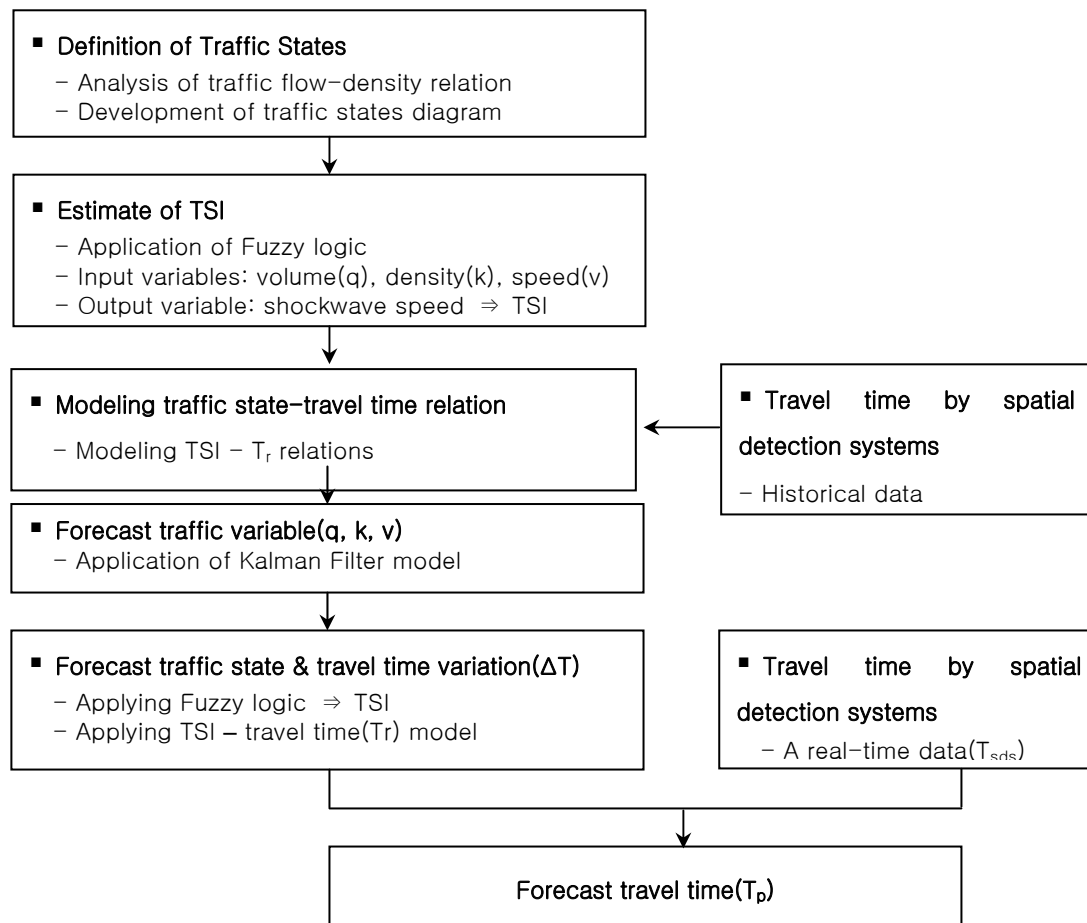 ▪ Definition of Traffic States
- Analysis of traffic flow-density relation
- Development of traffic states diagram
▪ Estimate of TSI
- Application of Fuzzy logic
- Input variables: volume(q), density(k), speed(v)
- Output variable: shockwave speed ⇒ TSI
▪ Modeling traffic state-travel time relation
- Modeling TSI - Tr relations
▪ Travel time by spatial
detection systems
- Historical data
▪ Forecast traffic variable(q, k, v)
- Application of Kalman Filter model
▪ Forecast traffic state & travel time variation(ΔT)
- Applying Fuzzy logic ⇒ TSI
- Applying TSI – travel time(Tr) model
▪ Travel time by spatial
detection systems
- A real-time data(Tsds)
Forecast travel time(Tp)